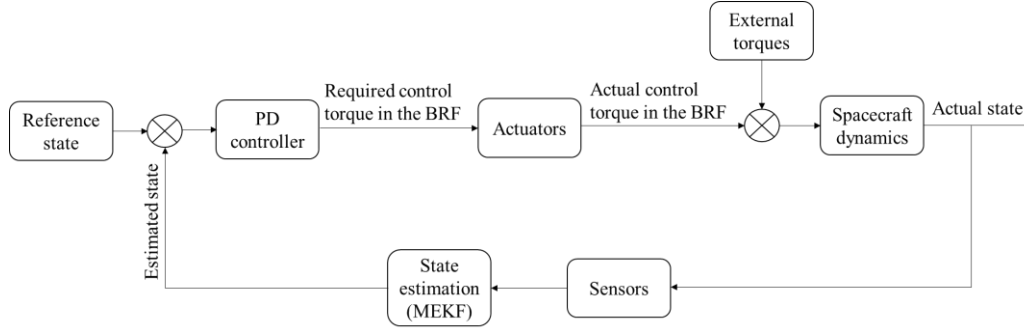 External
torques
Required control
torque in the BRF
Actual control
torque in the BRF
Reference
state
PD
controller
Actuators
Spacecraft
dynamics
Actual state
Estimated state
State
estimation
(MEKF)
Sensors